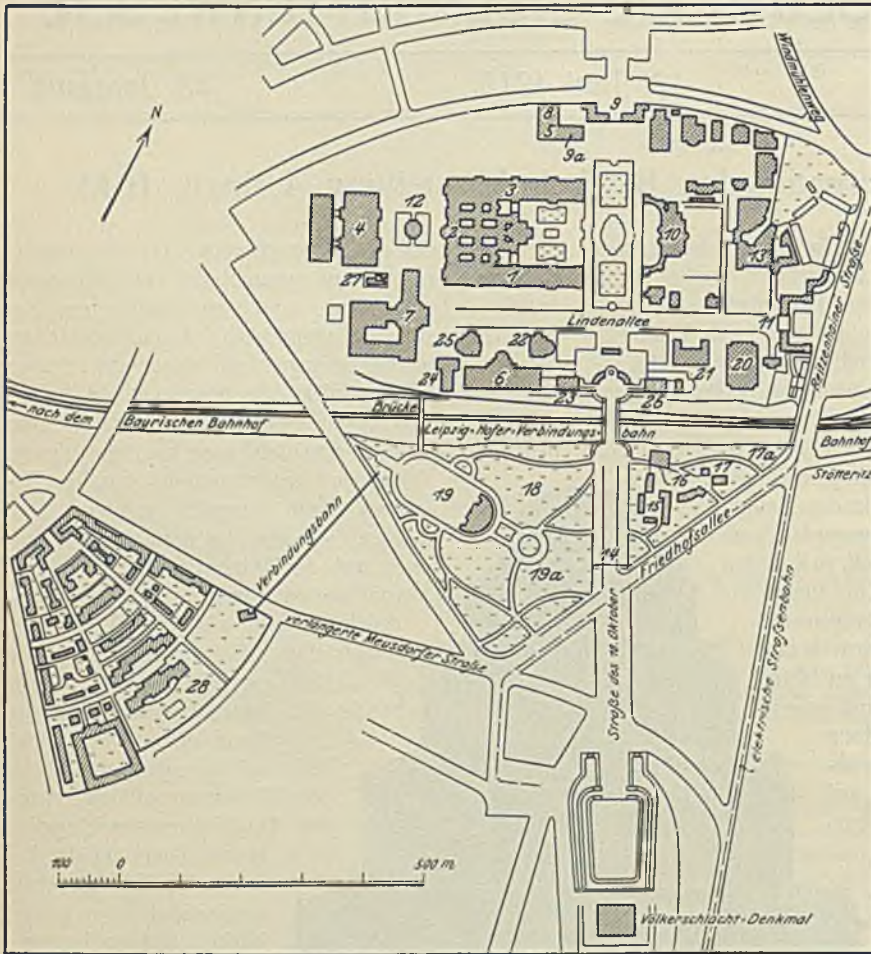 N
Windmühlenweg
8
5
9
9a
3
12
4
2
10
13
1
27
7
Lindenallee
11
Reitzenhainer Straße
25
22
21
20
24
6
23
26
Brücke
nach dem Bayrischen Bahnhof
Leipzig-Hofer-Verbindungsbahn
Bahnhof
Stötteritz
17a
17
16
15
18
19
14
19a
Friedhofsallee
Verbindungsbahn
verlängerte Meusdorfer Straße
Straße des 18. Oktober
elektrische Straßenbahn
28
100 0 500 m
Völkerschlacht-Denkmal